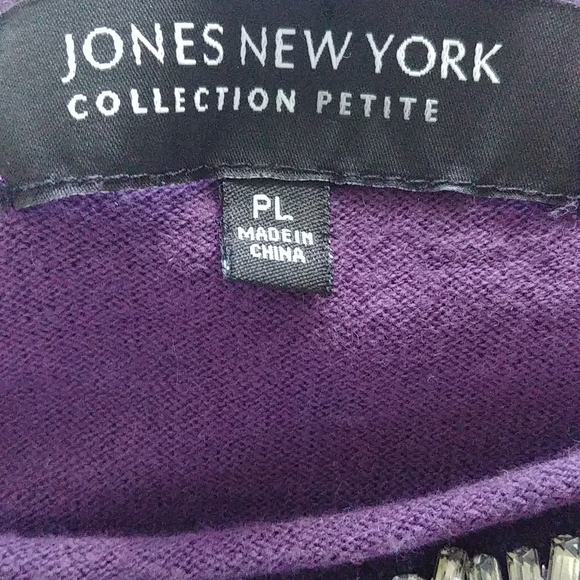 JONES NEW YORK
COLLECTION PETITE
PL
MADE IN
CHINA